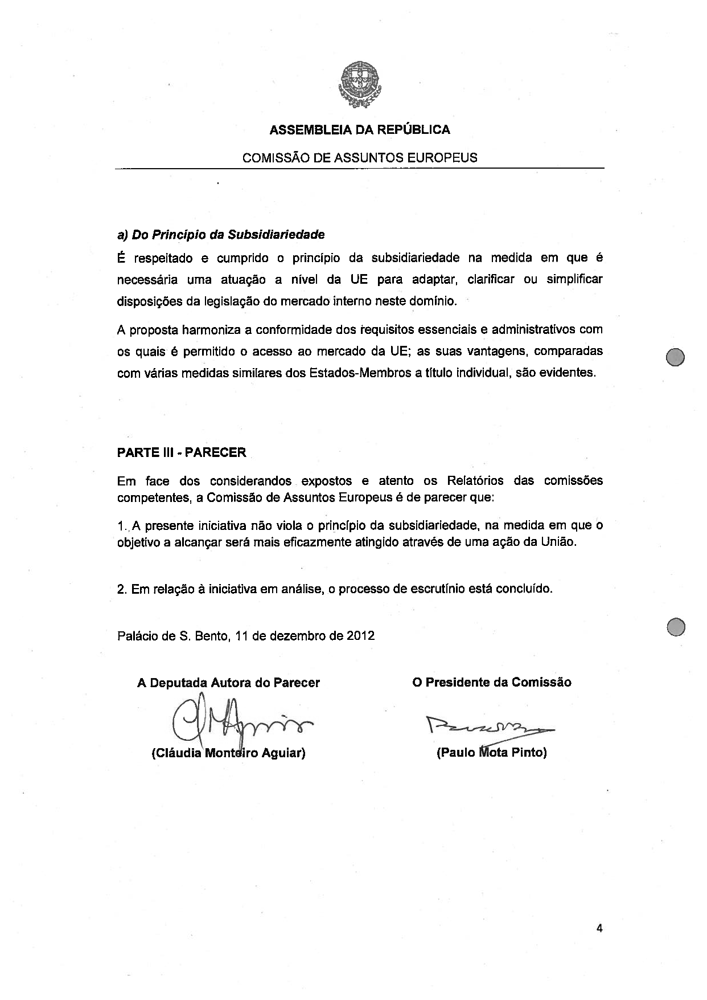 ASSEMBLEIA DA REPÚBLICA
COMISSÃO DE ASSUNTOS EUROPEUS
a) Do Princípio da Subsidiariedade
É respeitado e cumprido o princípio da subsidiariedade na medida em que é
necessária uma atuação a nível da UE para adaptar, clarificar ou simplificar
disposições da legislação do mercado interno neste domínio.
A proposta harmoniza a conformidade dos requisitos essenciais e administrativos com
os quais é permitido o acesso ao mercado da UE; as suas vantagens, comparadas
com várias medidas similares dos Estados-Membros a título individual, são evidentes.
PARTE III - PARECER
Em face dos considerandos expostos e atento os Relatórios das comissões
competentes, a Comissão de Assuntos Europeus é de parecer que:
1. A presente iniciativa não viola o princípio da subsidiariedade, na medida em que o
objetivo a alcançar será mais eficazmente atingido através de uma ação da União.
2. Em relação à iniciativa em análise, o processo de escrutínio está concluído.
Palácio de S. Bento, 11 de dezembro de 2012
A Deputada Autora do Parecer
O Presidente da Comissão
(Cláudia Monteiro Aguiar)
(Paulo Mota Pinto)
4